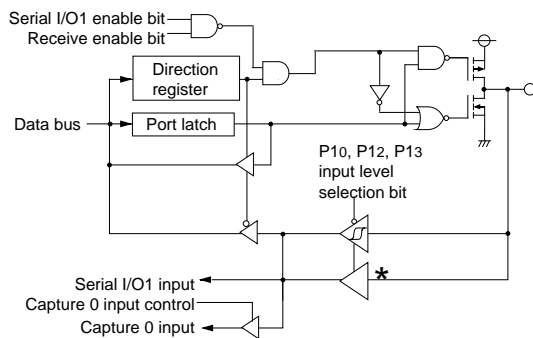 Serial I/O1 enable bit
Receive enable bit
Direction
register
Data bus
Port latch
P10, P12, P13
input level
selection bit
*
Serial I/O1 input
Capture 0 input control
Capture 0 input